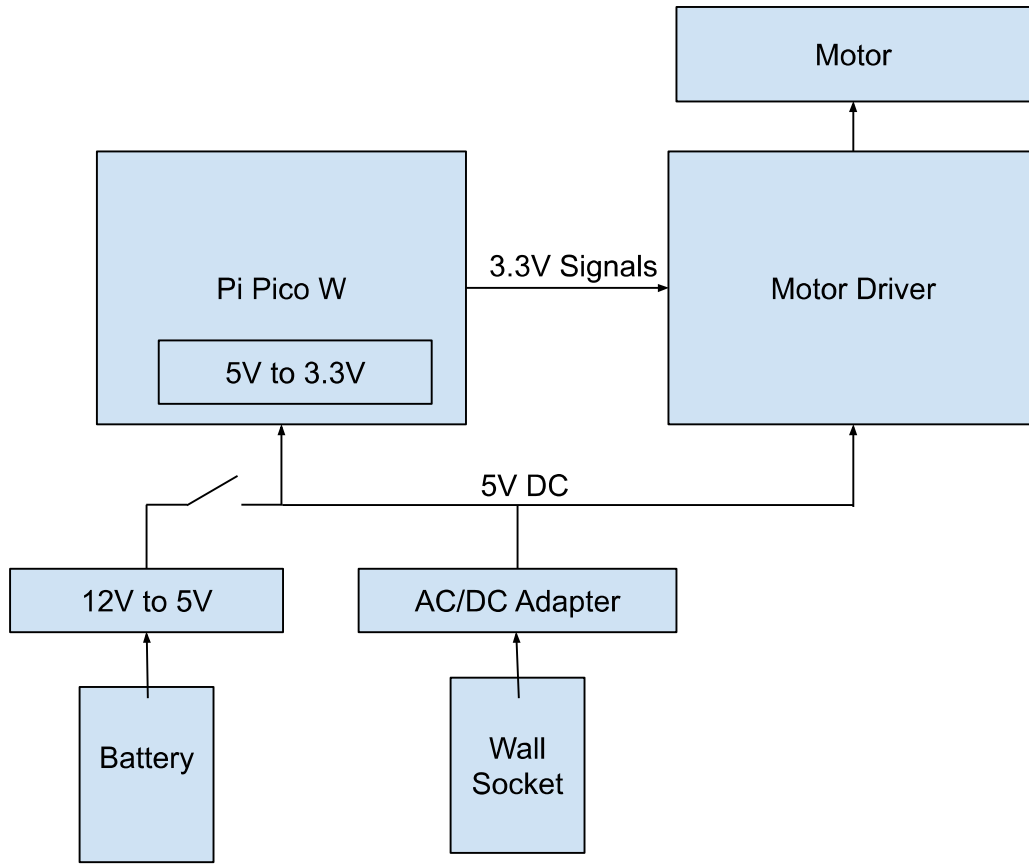 Motor
Pi Pico W
3.3V Signals
Motor Driver
5V to 3.3V
5V DC
12V to 5V
AC/DC Adapter
Battery
Wall
Socket